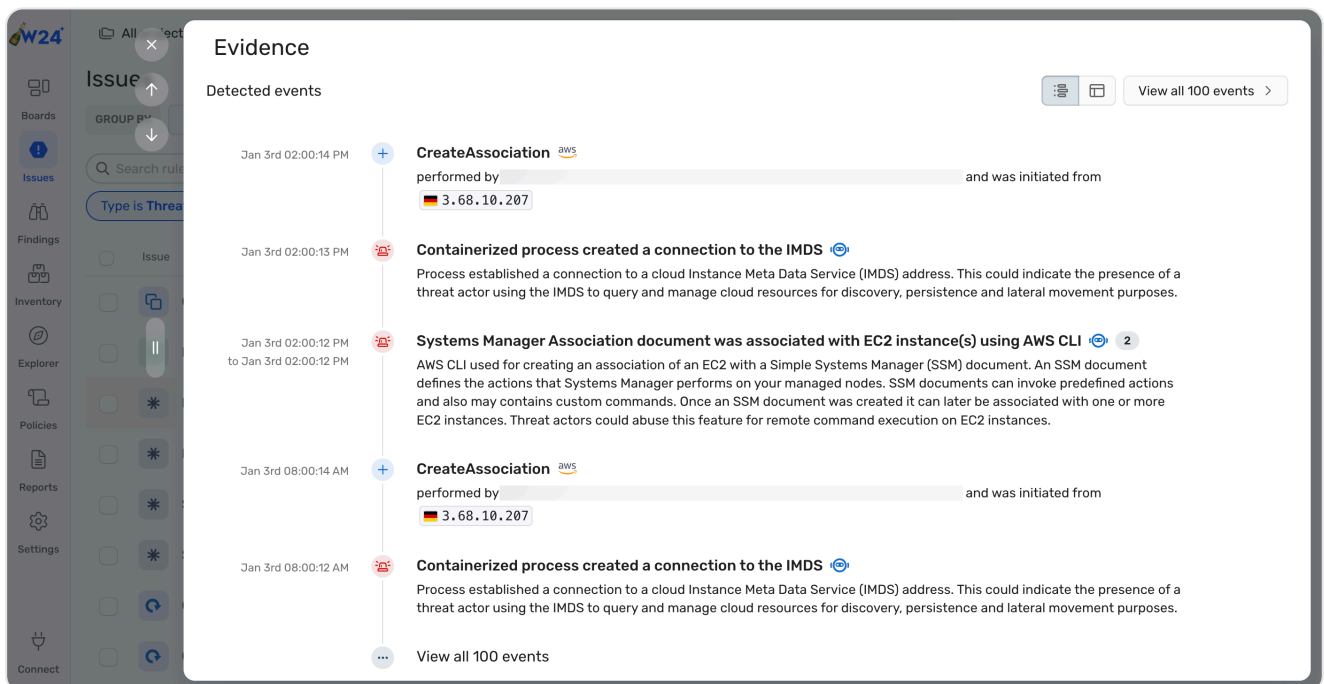 W24
Boards
Issues
Findings
Inventory
Explorer
Policies
Reports
Settings
Connect
Issue
GROUP BY
Search rule
Type is Threa
Issue
Evidence
Detected events
View all 100 events
Jan 3rd 02:00:14 PM
CreateAssociation aws
performed by and was initiated from
3.68.10.207
Jan 3rd 02:00:13 PM
Containerized process created a connection to the IMDS
Process established a connection to a cloud Instance Meta Data Service (IMDS) address. This could indicate the presence of a
threat actor using the IMDS to query and manage cloud resources for discovery, persistence and lateral movement purposes.
Jan 3rd 02:00:12 PM
to Jan 3rd 02:00:12 PM
Systems Manager Association document was associated with EC2 instance(s) using AWS CLI 2
AWS CLI used for creating an association of an EC2 with a Simple Systems Manager (SSM) document. An SSM document
defines the actions that Systems Manager performs on your managed nodes. SSM documents can invoke predefined actions
and also may contains custom commands. Once an SSM document was created it can later be associated with one or more
EC2 instances. Threat actors could abuse this feature for remote command execution on EC2 instances.
Jan 3rd 08:00:14 AM
CreateAssociation aws
performed by and was initiated from
3.68.10.207
Jan 3rd 08:00:12 AM
Containerized process created a connection to the IMDS
Process established a connection to a cloud Instance Meta Data Service (IMDS) address. This could indicate the presence of a
threat actor using the IMDS to query and manage cloud resources for discovery, persistence and lateral movement purposes.
View all 100 events